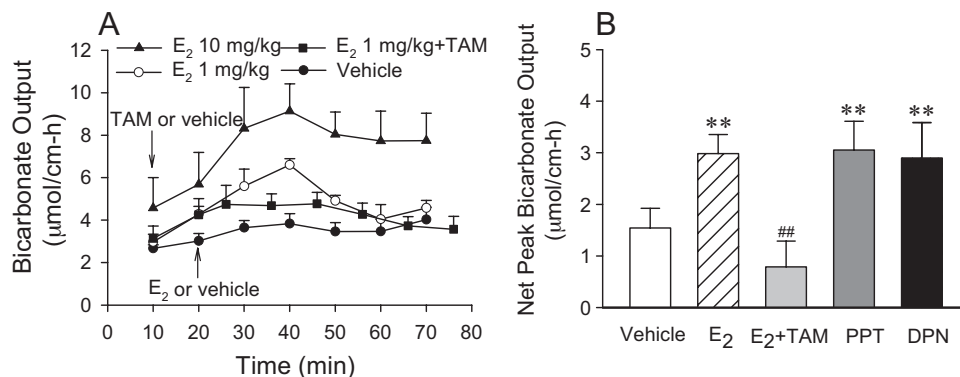 A
E2 10 mg/kg
E2 1 mg/kg+TAM
E2 1 mg/kg
Vehicle
TAM or vehicle
E2 or vehicle
Bicarbonate Output
(μmol/cm-h)
12
10
8
6
4
2
0
0 10 20 30 40 50 60 70 80
Time (min)
B
Net Peak Bicarbonate Output
(μmol/cm-h)
5
4
3
2
1
0
**
##
**
**
Vehicle E2 E2+TAM PPT DPN